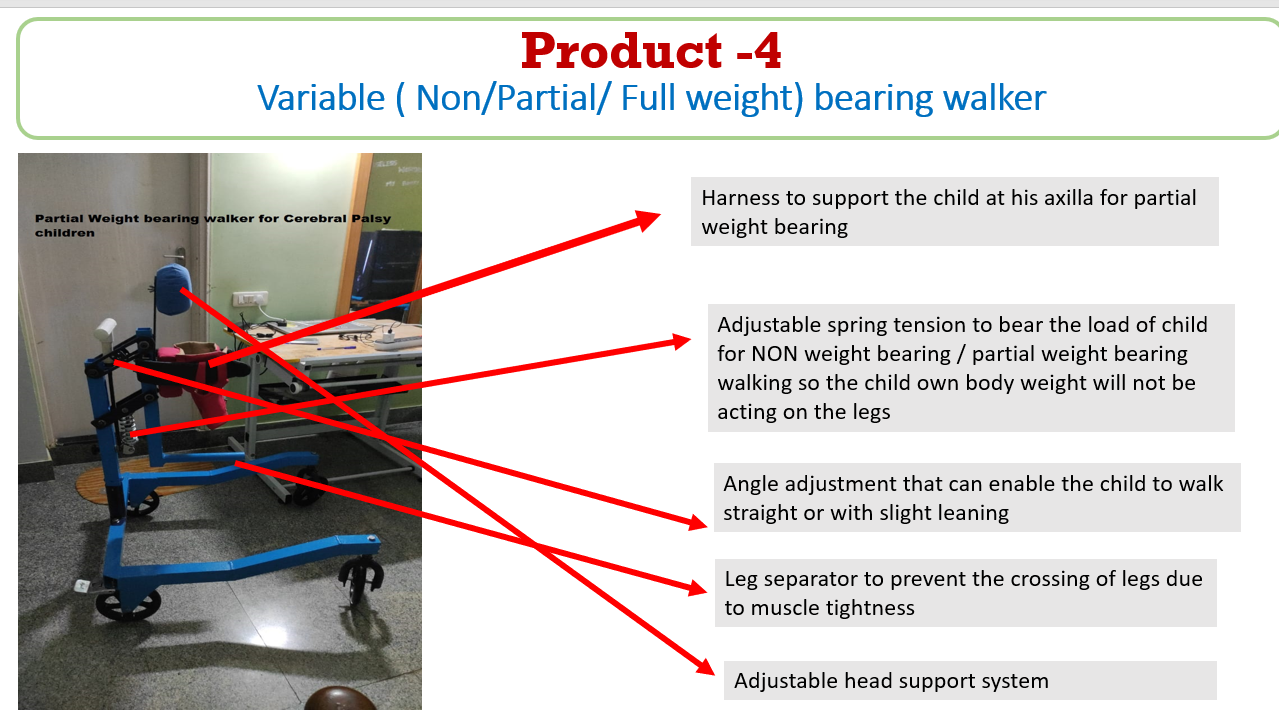 Product -4
Variable ( Non/Partial/ Full weight) bearing walker
Partial Weight bearing walker for Cerebral Palsy
children
Harness to support the child at his axilla for partial
weight bearing
Adjustable spring tension to bear the load of child
for NON weight bearing / partial weight bearing
walking so the child own body weight will not be
acting on the legs
Angle adjustment that can enable the child to walk
straight or with slight leaning
Leg separator to prevent the crossing of legs due
to muscle tightness
Adjustable head support system